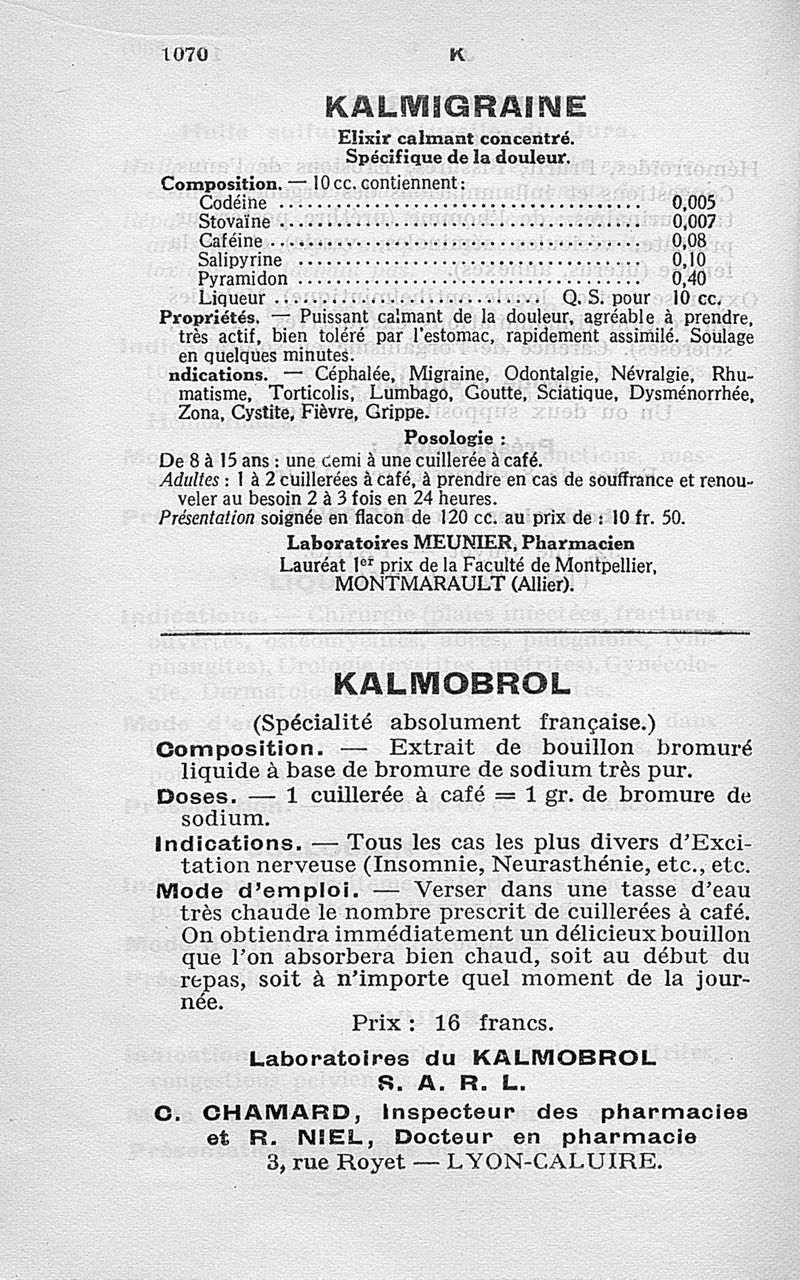 1070 K
KALMIGRAINE
Elixir calmant concentré.
Spécifique de la douleur.
Composition. — 10 cc. contiennent :
Codéine ........................................ 0,005
Stovaïne ........................................ 0,007
Caféine ........................................ 0,08
Salipyrine ........................................ 0,10
Pyramidon ........................................ 0,40
Liqueur ........................ Q. S. pour 10 cc.
Propriétés. — Puissant calmant de la douleur, agréable à prendre,
très actif, bien toléré par l'estomac, rapidement assimilé. Soulage
en quelques minutes.
ndications. — Céphalée, Migraine, Odontalgie, Névralgie, Rhu-
matisme, Torticolis, Lumbago, Goutte, Sciatique, Dysménorrhée,
Zona, Cystite, Fièvre, Grippe.
Posologie :
De 8 à 15 ans : une demi à une cuillerée à café.
Adultes : 1 à 2 cuillerées à café, à prendre en cas de souffrance et renou-
veler au besoin 2 à 3 fois en 24 heures.
Présentation soignée en flacon de 120 cc. au prix de : 10 fr. 50.
Laboratoires MEUNIER, Pharmacien
Lauréat 1er prix de la Faculté de Montpellier,
MONTMARAULT (Allier).
KALMOBROL
(Spécialité absolument française.)
Composition. — Extrait de bouillon bromuré
liquide à base de bromure de sodium très pur.
Doses. — 1 cuillerée à café = 1 gr. de bromure de
sodium.
Indications. — Tous les cas les plus divers d'Exci-
tation nerveuse (Insomnie, Neurasthénie, etc., etc.
Mode d'emploi. — Verser dans une tasse d'eau
très chaude le nombre prescrit de cuillerées à café.
On obtiendra immédiatement un délicieux bouillon
que l'on absorbera bien chaud, soit au début du
repas, soit à n'importe quel moment de la jour-
née.
Prix : 16 francs.
Laboratoires du KALMOBROL
S. A. R. L.
C. CHAMARD, Inspecteur des pharmacies
et R. NIEL, Docteur en pharmacie
3, rue Royet — LYON-CALUIRE.